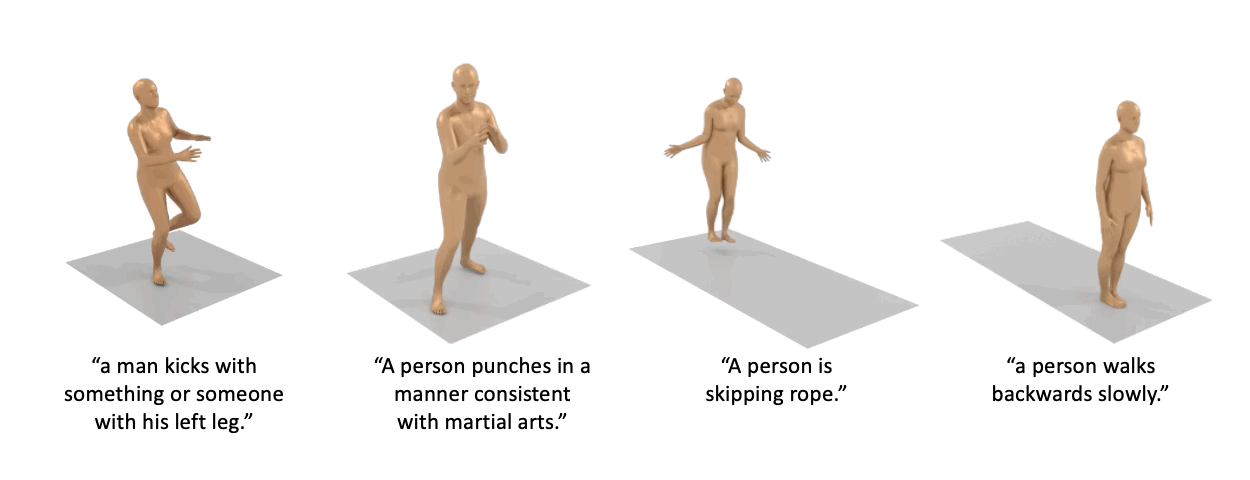 “a man kicks with
something or someone
with his left leg.”
“A person punches in a
manner consistent
with martial arts.”
“A person is
skipping rope.”
“a person walks
backwards slowly.”